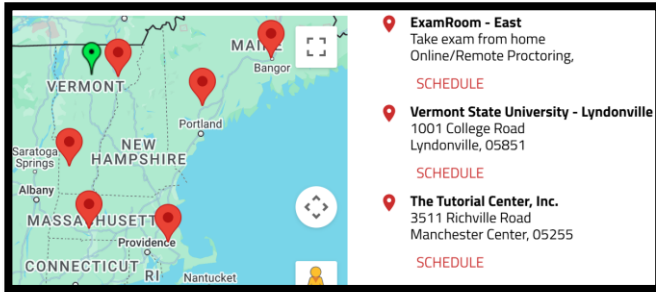 MAINE
Bangor
VERMONT
Portland
NEW
HAMPSHIRE
Saratoga
Springs
Albany
MASSACHUSETT
Providence
CONNECTICUT
RI
Nantucket
ExamRoom - East
Take exam from home
Online/Remote Proctoring,
SCHEDULE
Vermont State University - Lyndonville
1001 College Road
Lyndonville, 05851
SCHEDULE
The Tutorial Center, Inc.
3511 Richville Road
Manchester Center, 05255
SCHEDULE